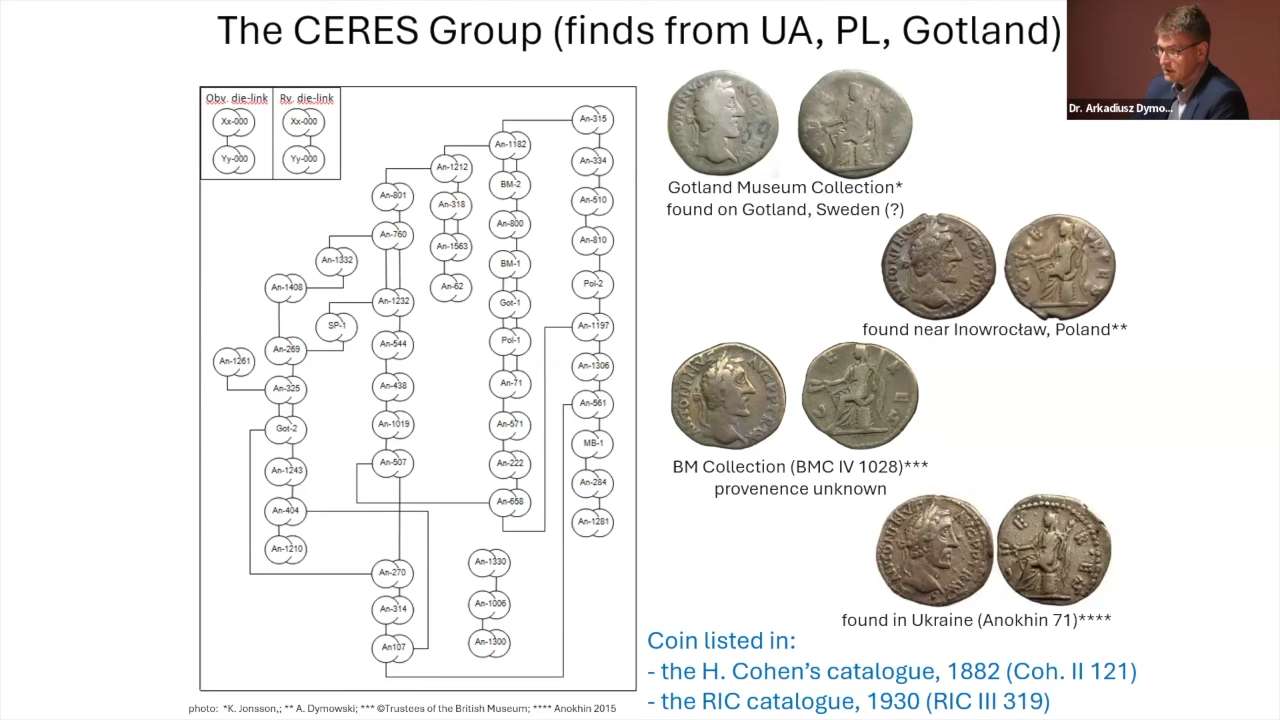 The CERES Group (finds from UA, PL, Gotland)
Dr. Arkadiusz Dymo...
Obv. die-link
Rv. die-link
Xx-000
Xx-000
Yy-000
Yy-000
An-315
An-1182
An-334
An-1212
BM-2
An-801
An-318
An-510
An-800
An-760
An-810
An-1563
An-1332
BM-1
An-1408
An-62
Pol-2
An-1232
Got-1
SP-1
An-1197
An-544
Pol-1
An-269
An-1261
An-1306
An-325
An-438
An-71
An-561
Got-2
An-1019
An-571
MB-1
An-1243
An-507
An-222
An-284
An-404
An-658
An-1281
An-1210
An-270
An-1330
An-314
An-1006
An107
An-1300
Gotland Museum Collection*
found on Gotland, Sweden (?)
found near Inowrocław, Poland**
BM Collection (BMC IV 1028)***
provenence unknown
found in Ukraine (Anokhin 71)****
Coin listed in:
- the H. Cohen's catalogue, 1882 (Coh. II 121)
- the RIC catalogue, 1930 (RIC III 319)
photo: *K. Jonsson,; ** A. Dymowski; *** ©Trustees of the British Museum; **** Anokhin 2015